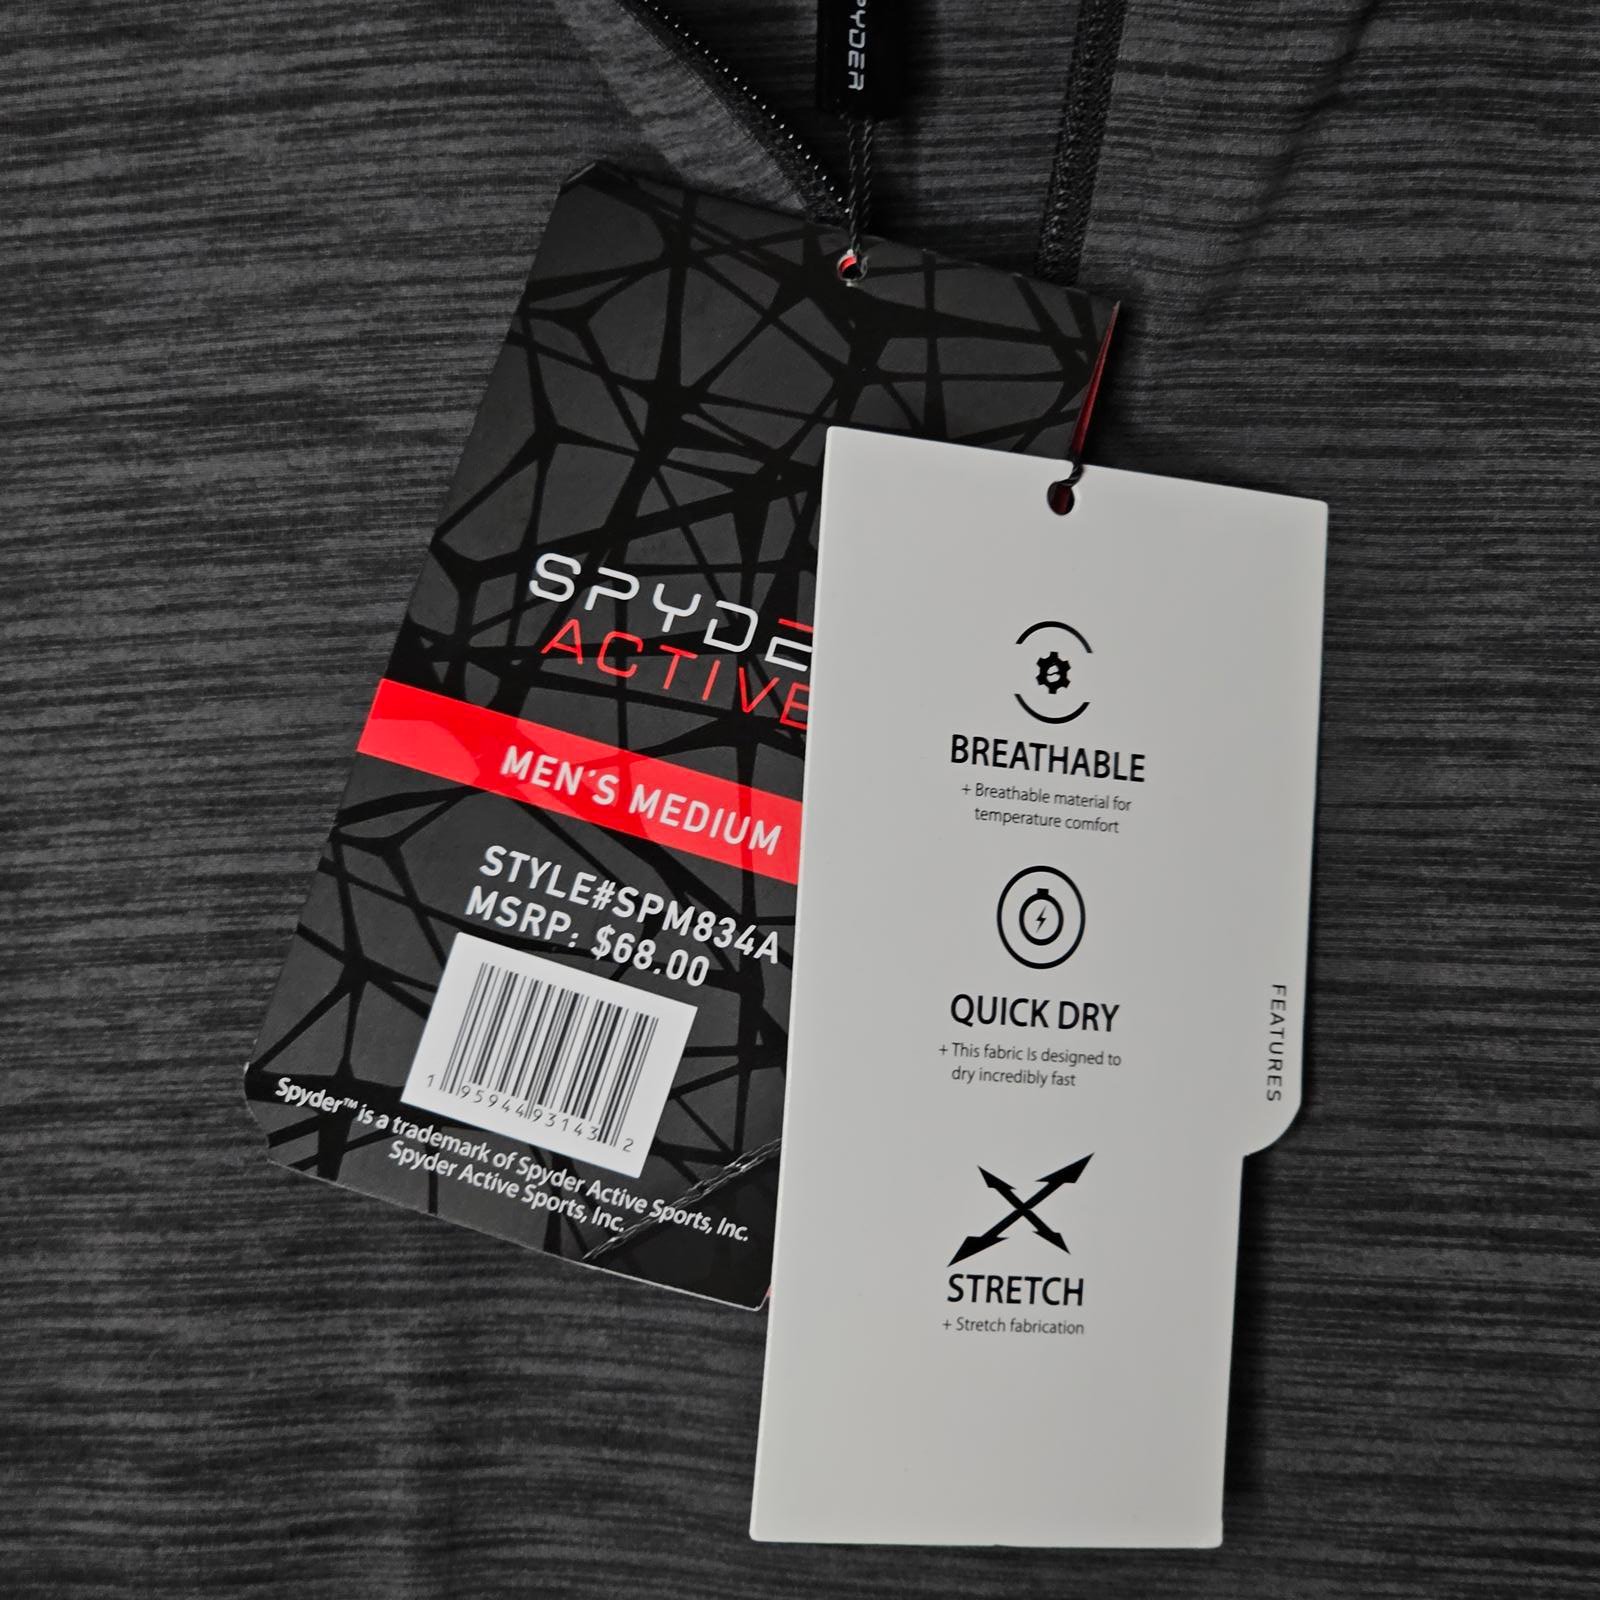 SPYDER
SPYDE
ACTIVE
MEN'S MEDIUM
STYLE#SPM834A
MSRP: $68.00
1 95944 93143 2
Spyder™ is a trademark of Spyder Active Sports, Inc.
Spyder Active Sports, Inc.
BREATHABLE
+ Breathable material for
temperature comfort
QUICK DRY
+ This fabric Is designed to
dry incredibly fast
STRETCH
+ Stretch fabrication
FEATURES